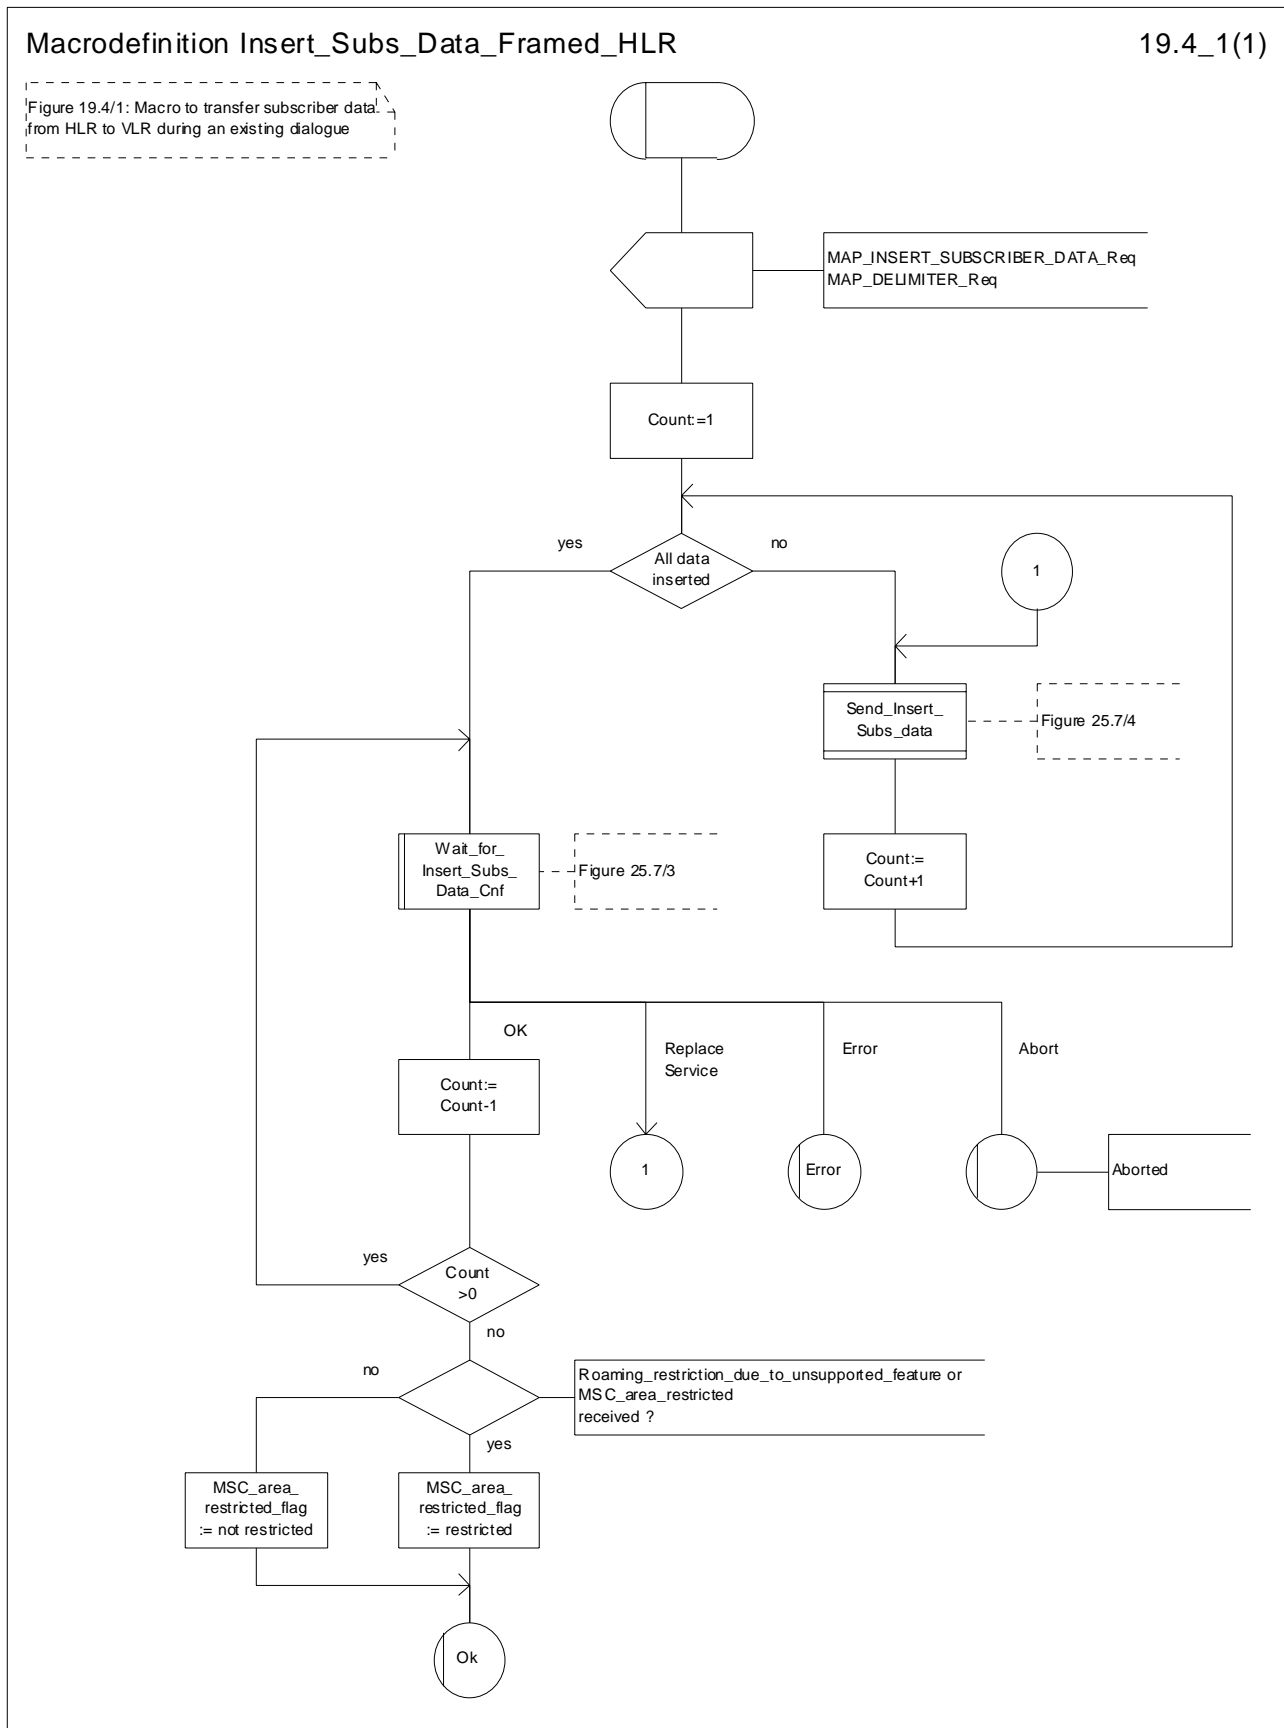 Macrodefinition Insert_Subs_Data_Framed_HLR
19.4_1(1)
Figure 19.4/1: Macro to transfer subscriber data
from HLR to VLR during an existing dialogue
MAP_INSERT_SUBSCRIBER_DATA_Req
MAP_DELIMITER_Req
Count:=1
yes
All data
inserted
no
1
Send_Insert_
Subs_data
Figure 25.7/4
Wait_for_
Insert_Subs_
Data_Cnf
Figure 25.7/3
Count:=
Count+1
OK
Replace
Service
Error
Abort
Count:=
Count-1
1
Error
Aborted
yes
Count
>0
no
no
Roaming_restriction_due_to_unsupported_feature or
MSC_area_restricted
received ?
yes
MSC_area_
restricted_flag
:= not restricted
MSC_area_
restricted_flag
:= restricted
Ok